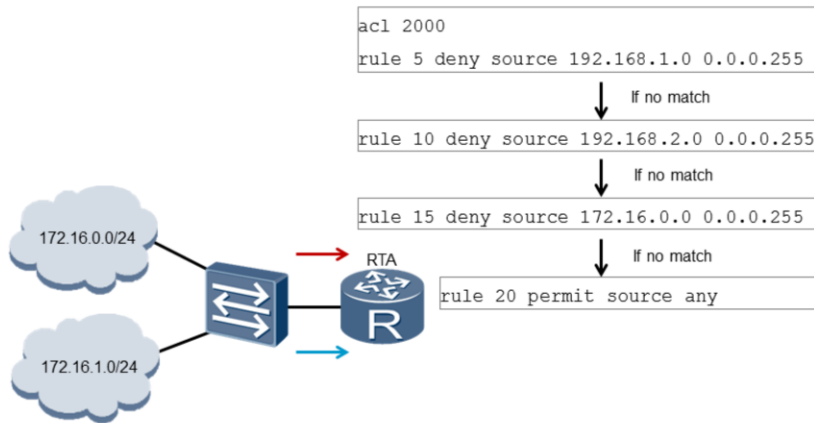 acl 2000
rule 5 deny source 192.168.1.0 0.0.0.255
If no match
rule 10 deny source 192.168.2.0 0.0.0.255
If no match
rule 15 deny source 172.16.0.0 0.0.0.255
If no match
rule 20 permit source any
172.16.0.0/24
RTA
R
172.16.1.0/24